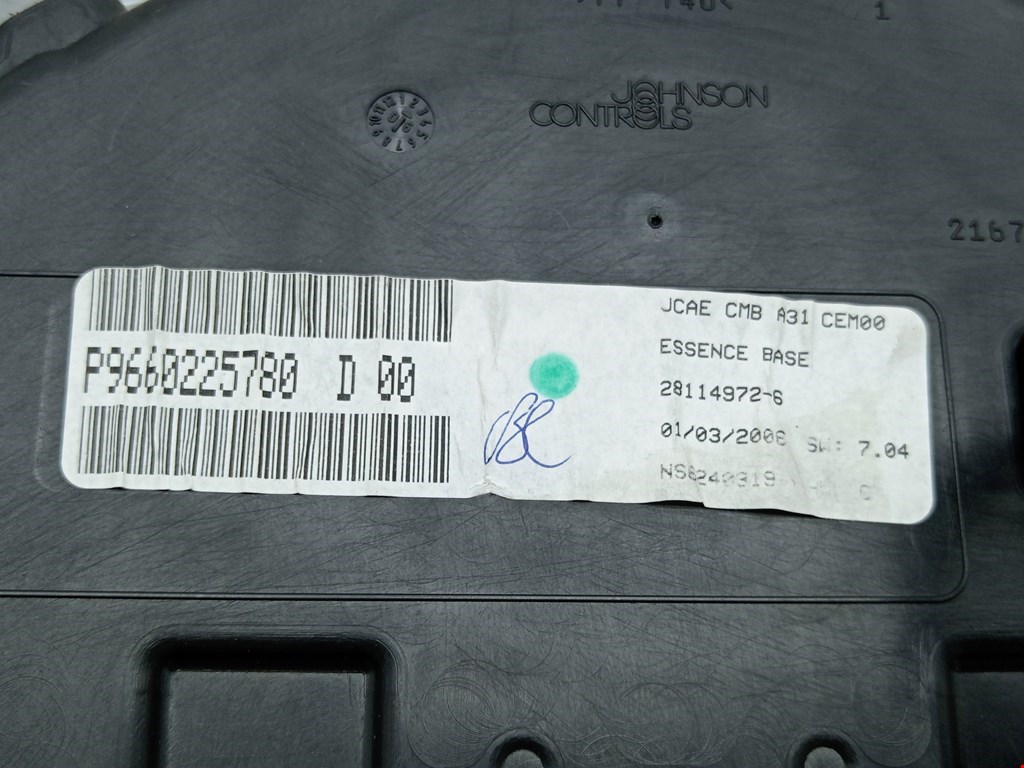 1
JOHNSON
CONTROLS
2167
P9660225780 D 00
JCAE CMB A31 CEM00
ESSENCE BASE
28114972-6
01/03/2006 SW: 7.04